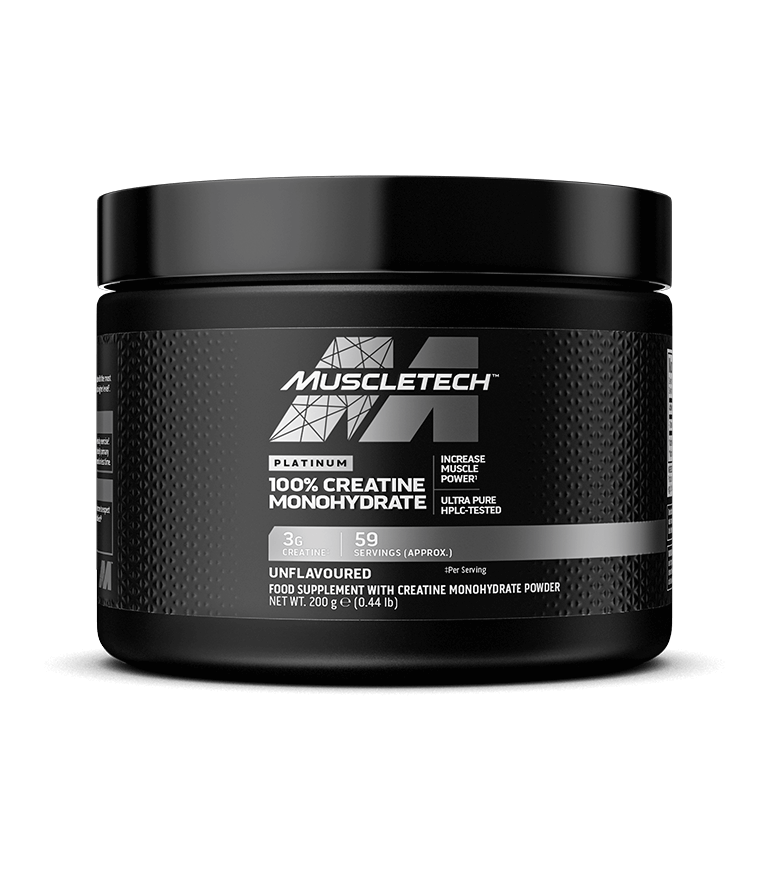 MUSCLETECH™
PLATINUM
100% CREATINE
MONOHYDRATE
INCREASE
MUSCLE
POWER¹
ULTRA PURE
HPLC-TESTED
3G
CREATINE
59
SERVINGS (APPROX.)
UNFLAVOURED
‡Per Serving
FOOD SUPPLEMENT WITH CREATINE MONOHYDRATE POWDER
NET WT. 200 g ℮ (0.44 lb)